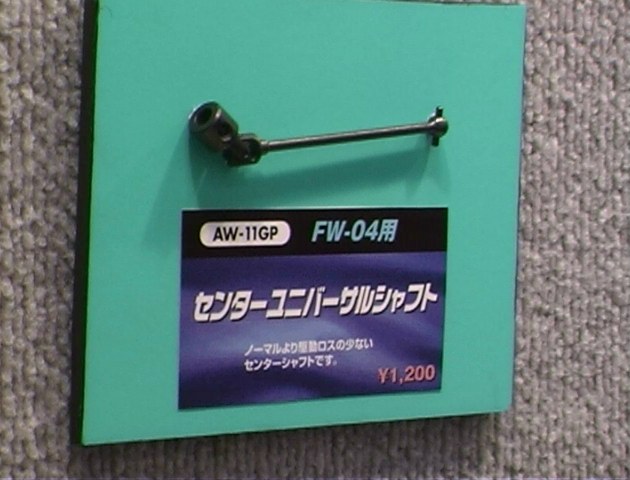 AW-11GP FW-04用
センターユニバーサルシャフト
ノーマルより駆動ロスの少ない
センターシャフトです。
¥1,200